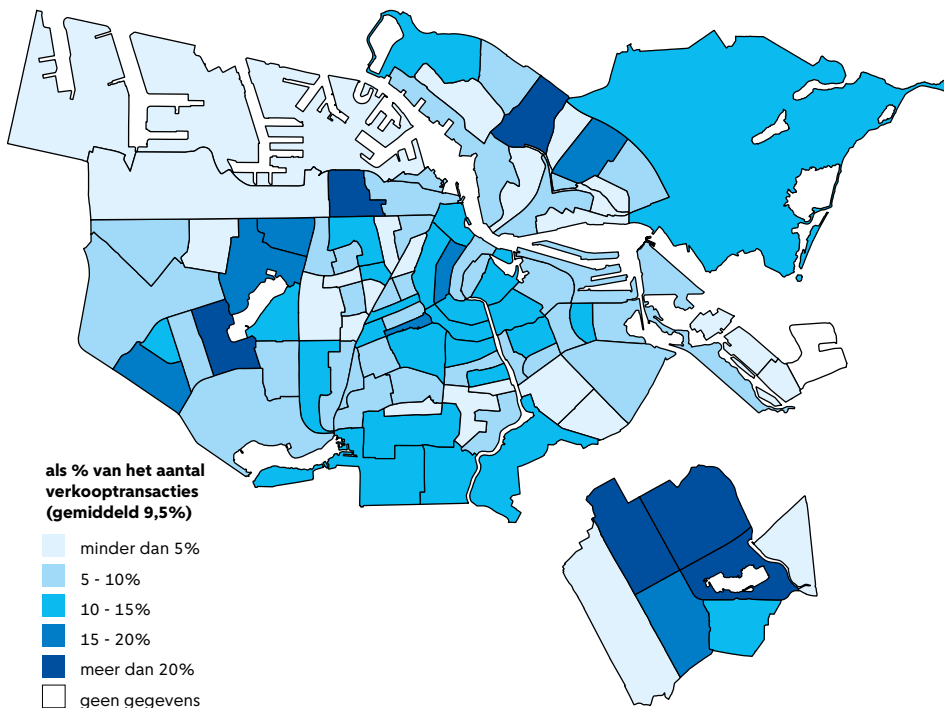 als % van het aantal
verkooptransacties
(gemiddeld 9,5%)
minder dan 5%
5 - 10%
10 - 15%
15 - 20%
meer dan 20%
geen gegevens